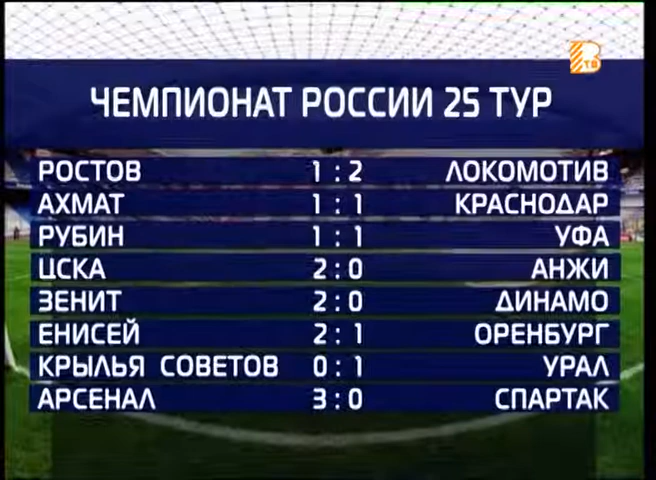 ТВ
ЧЕМПИОНАТ РОССИИ 25 ТУР
РОСТОВ 1 : 2 ЛОКОМОТИВ
АХМАТ 1 : 1 КРАСНОДАР
РУБИН 1 : 1 УФА
ЦСКА 2 : 0 АНЖИ
ЗЕНИТ 2 : 0 ДИНАМО
ЕНИСЕЙ 2 : 1 ОРЕНБУРГ
КРЫЛЬЯ СОВЕТОВ 0 : 1 УРАЛ
АРСЕНАЛ 3 : 0 СПАРТАК